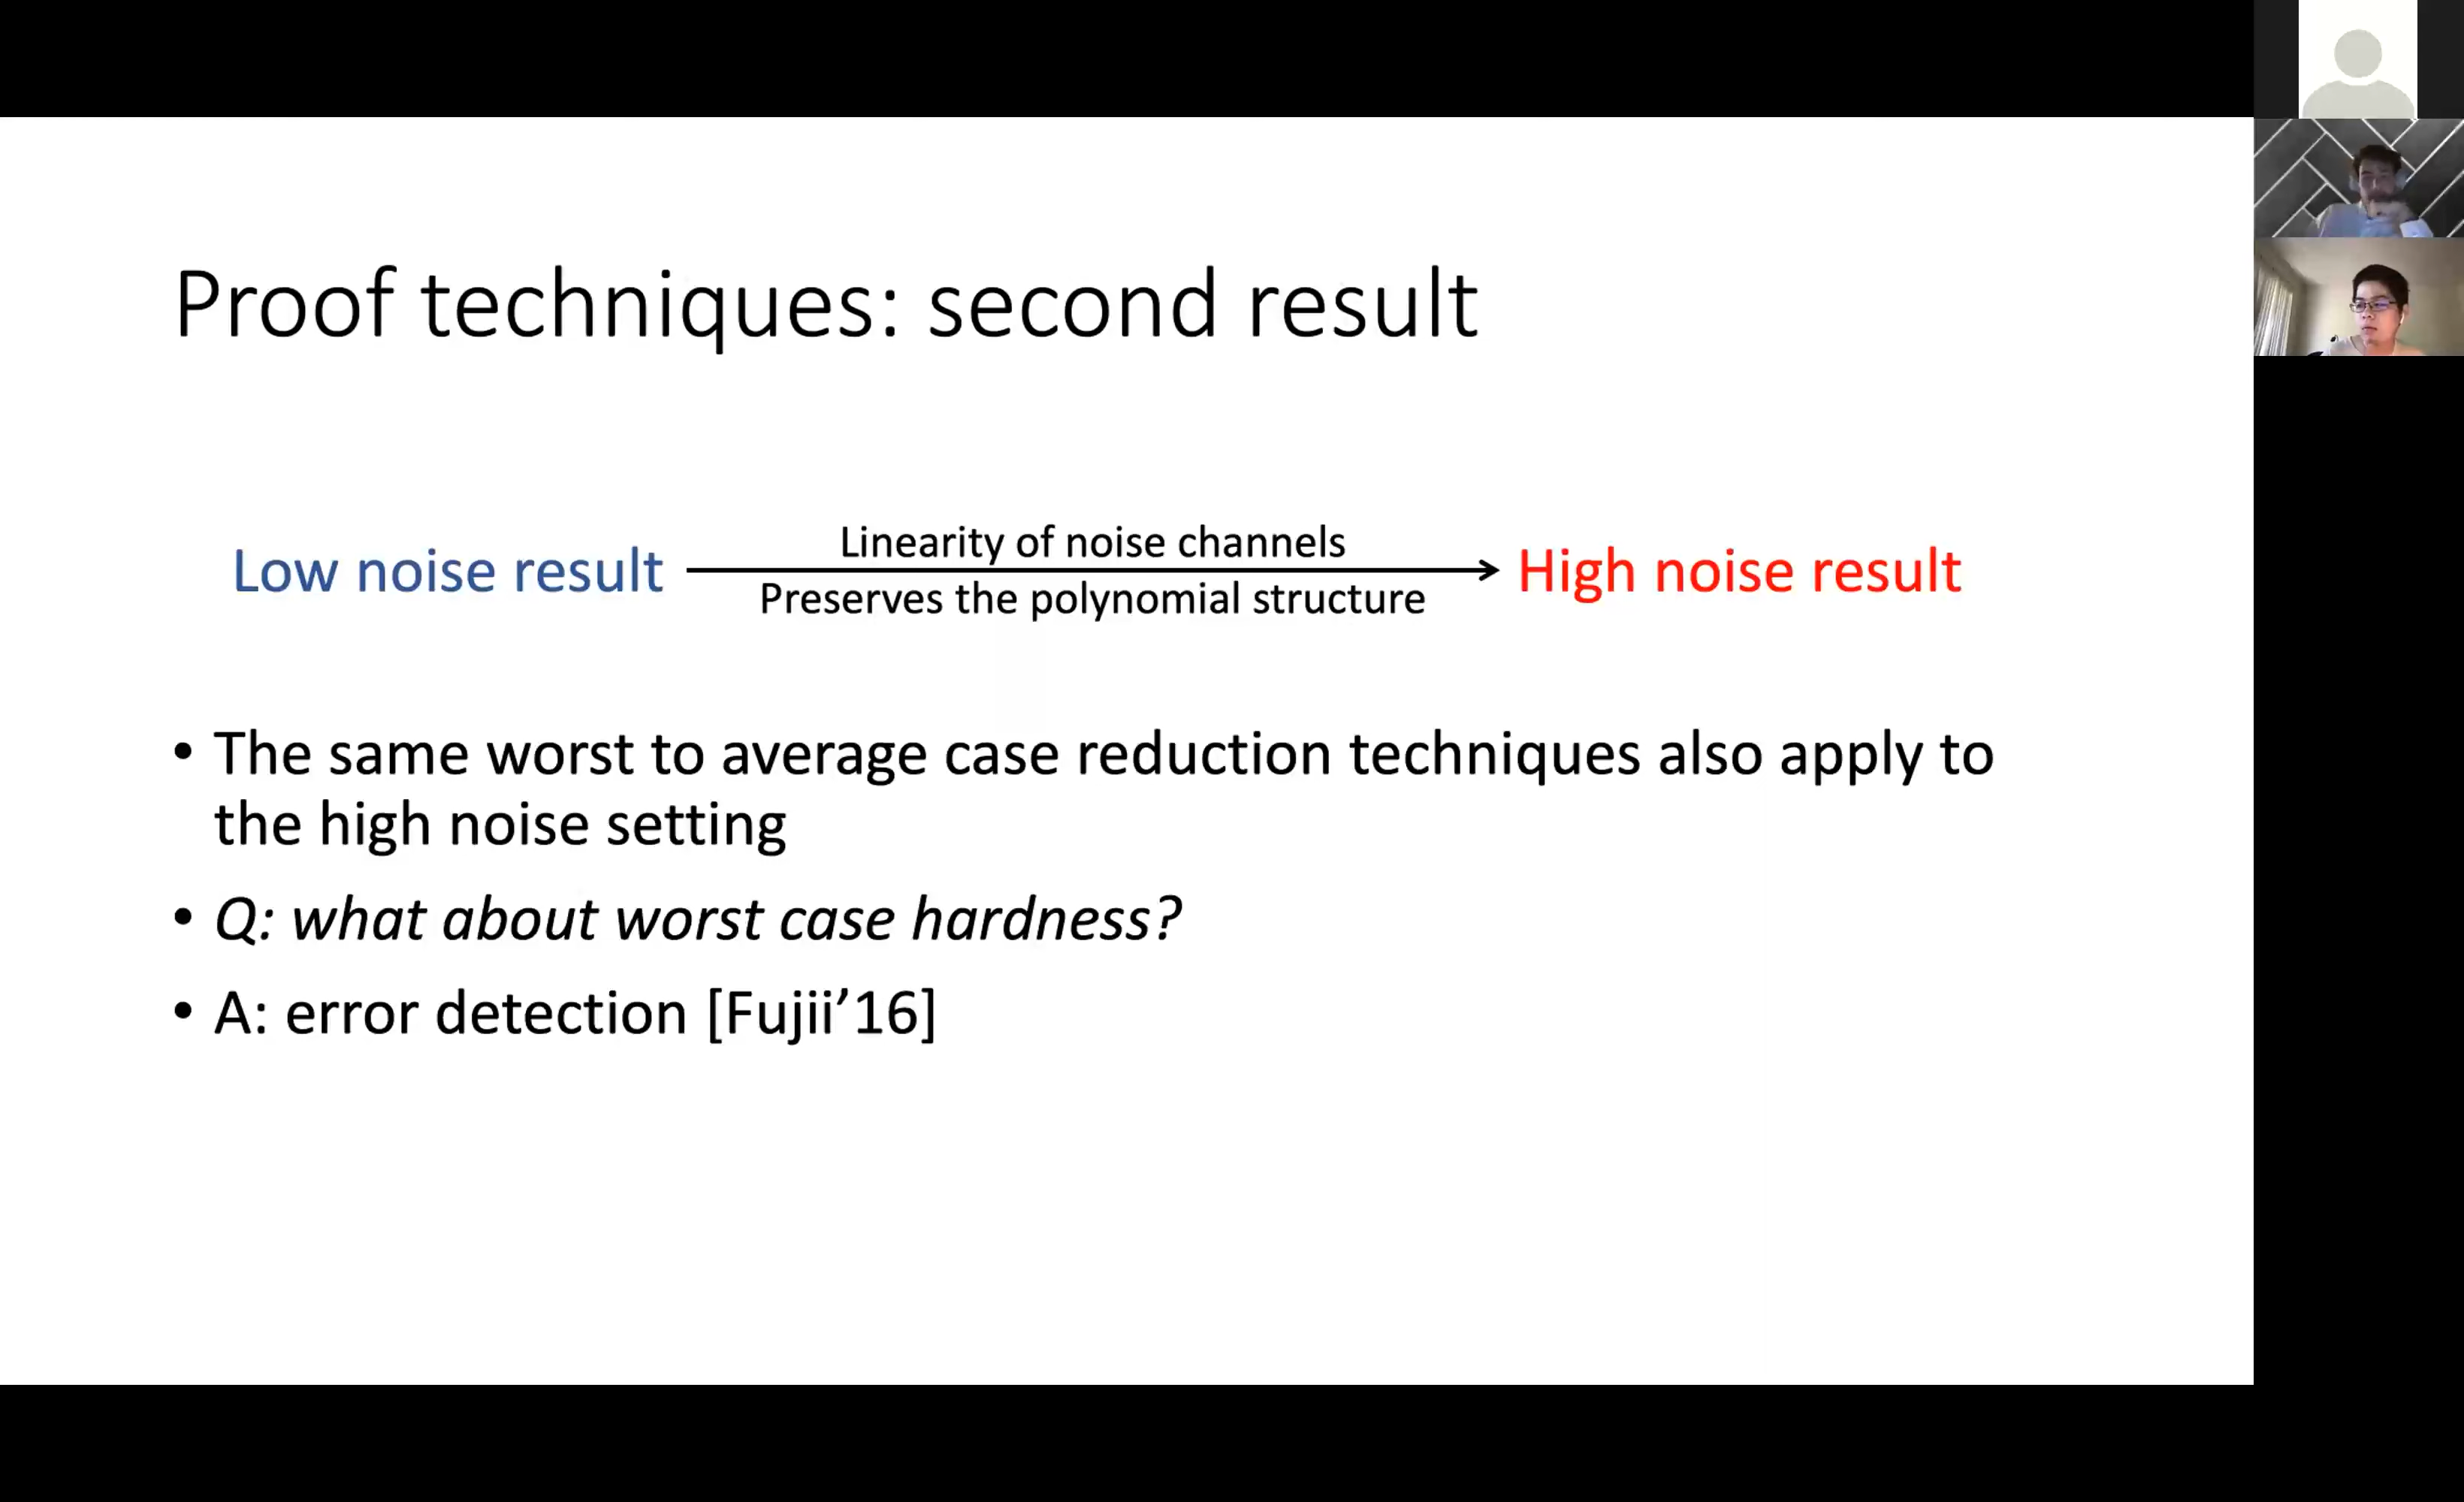 Proof techniques: second result
Linearity of noise channels
Low noise result
High noise result
Preserves the polynomial structure
• The same worst to average case reduction techniques also apply to
the high noise setting
• Q: what about worst case hardness?
• A: error detection [Fujii’16]